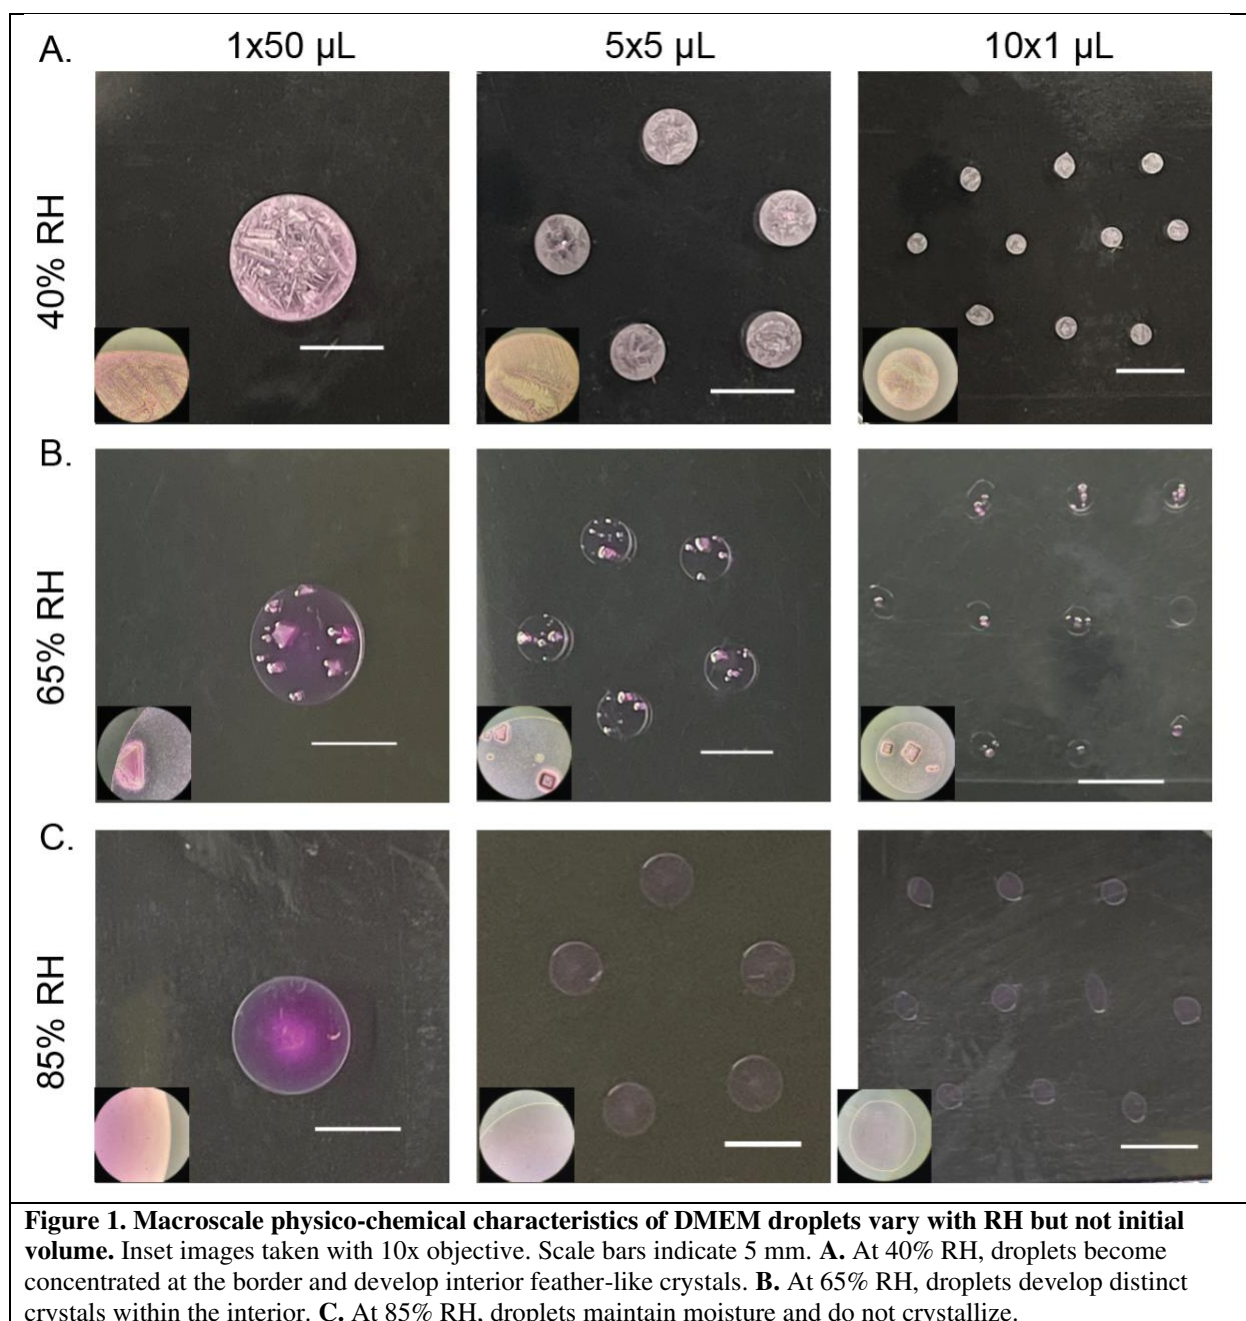 A.
1x50 µL
5x5 µL
10x1 µL
40% RH
B.
65% RH
C.
85% RH
Figure 1. Macroscale physico-chemical characteristics of DMEM droplets vary with RH but not initial
volume. Inset images taken with 10x objective. Scale bars indicate 5 mm. A. At 40% RH, droplets become
concentrated at the border and develop interior feather-like crystals. B. At 65% RH, droplets develop distinct
crystals within the interior. C. At 85% RH, droplets maintain moisture and do not crystallize.